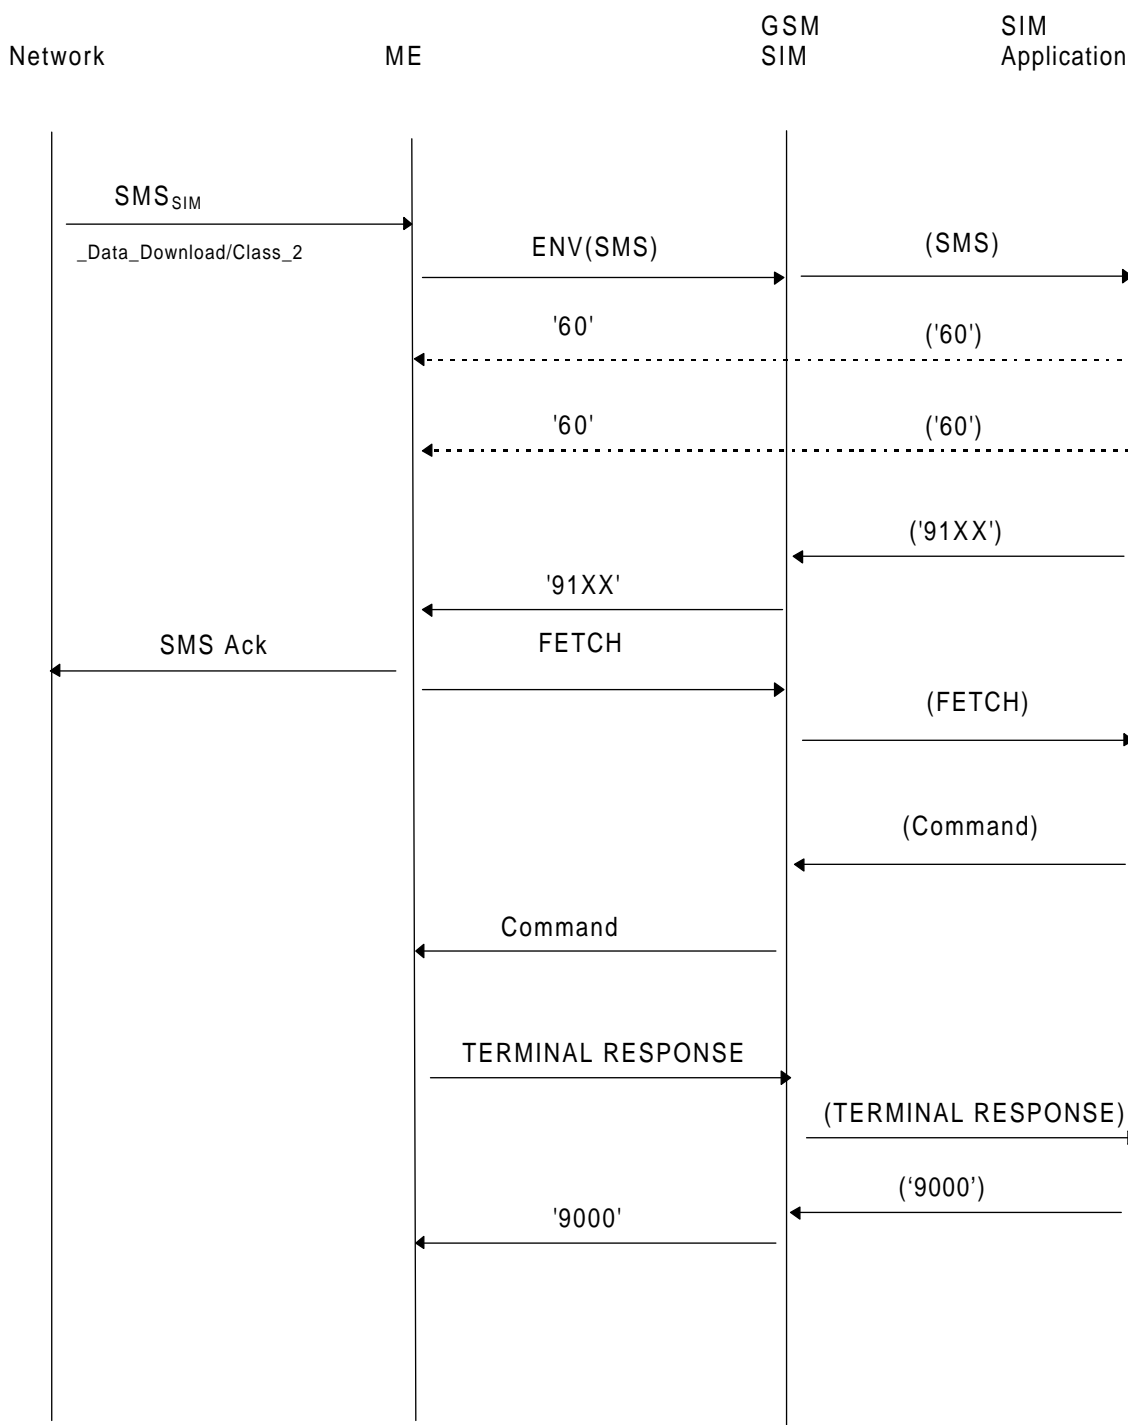 GSM
SIM
SIM
Application
Network
ME
SMS_SIM
_Data_Download/Class_2
ENV(SMS)
(SMS)
'60'
('60')
'60'
('60')
('91XX')
'91XX'
SMS Ack
FETCH
(FETCH)
(Command)
Command
TERMINAL RESPONSE
(TERMINAL RESPONSE)
(‘9000’)
'9000'